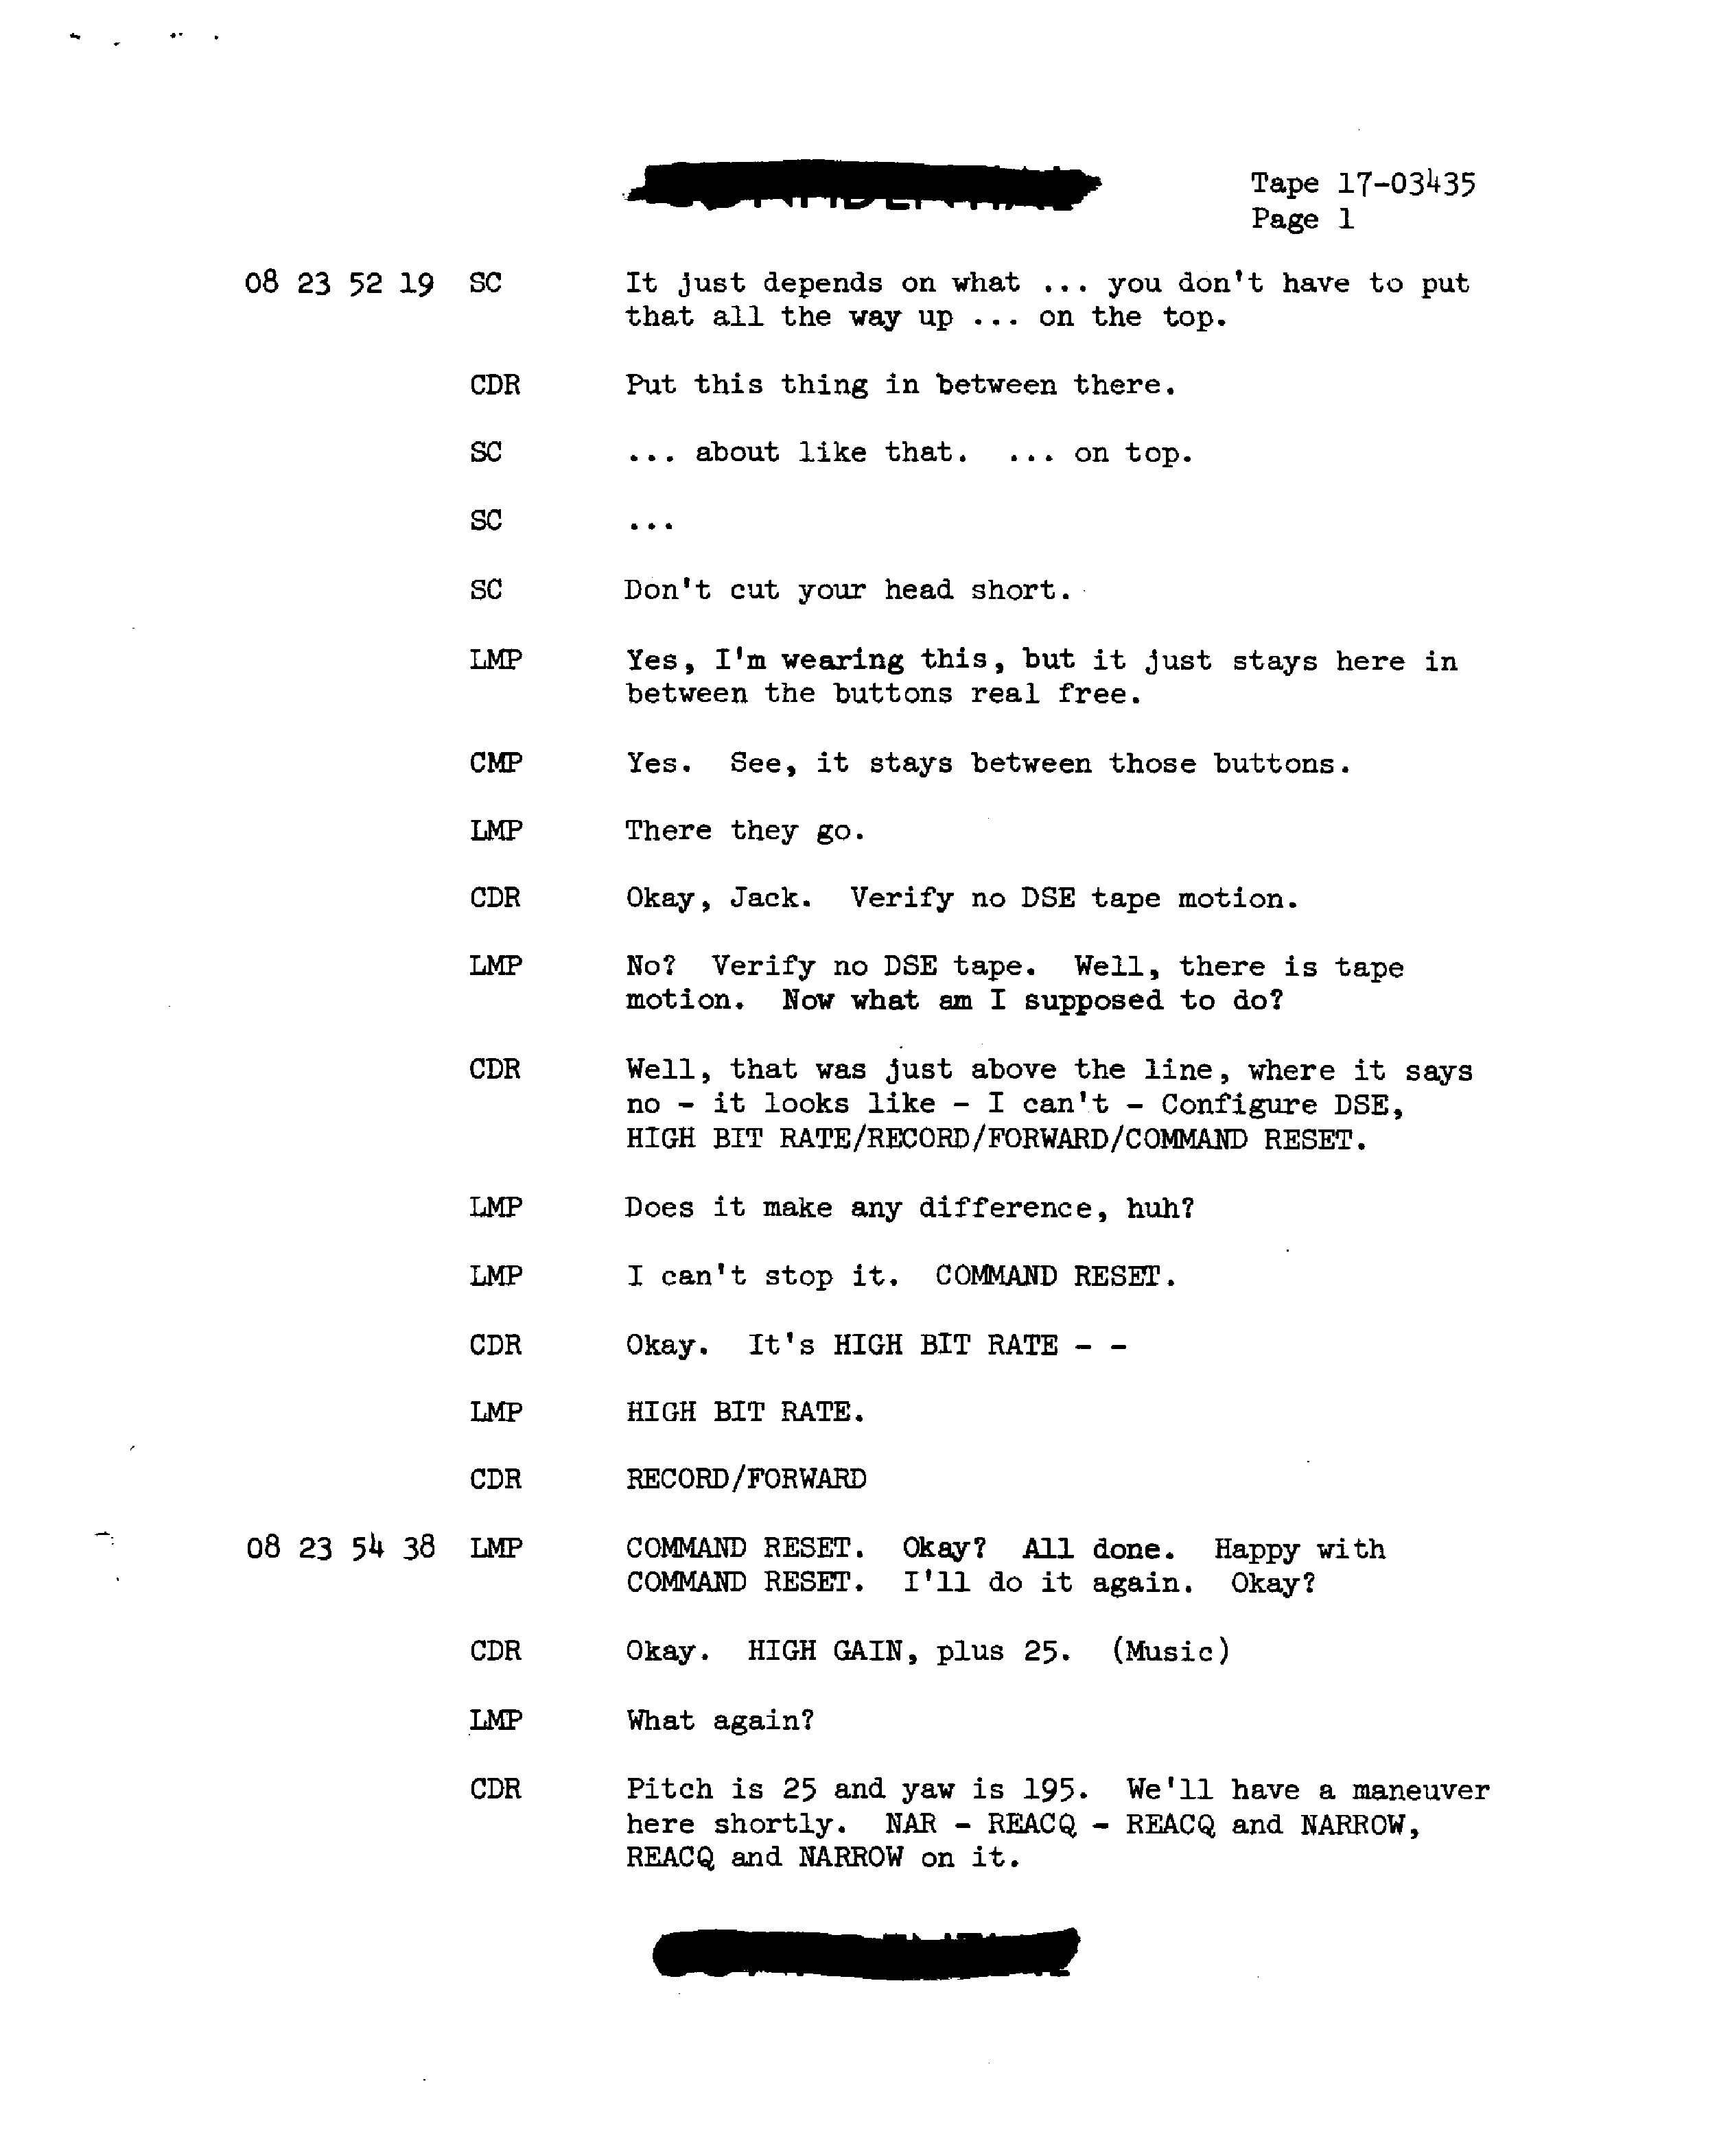 Tape 17-03435
Page 1
08 23 52 19 SC It just depends on what ... you don't have to put
that all the way up ... on the top.
CDR Put this thing in between there.
SC ... about like that. ... on top.
SC ...
SC Don't cut your head short.
LMP Yes, I'm wearing this, but it just stays here in
between the buttons real free.
CMP Yes. See, it stays between those buttons.
LMP There they go.
CDR Okay, Jack. Verify no DSE tape motion.
LMP No? Verify no DSE tape. Well, there is tape
motion. Now what am I supposed to do?
CDR Well, that was just above the line, where it says
no - it looks like - I can't - Configure DSE,
HIGH BIT RATE/RECORD/FORWARD/COMMAND RESET.
LMP Does it make any difference, huh?
LMP I can't stop it. COMMAND RESET.
CDR Okay. It's HIGH BIT RATE - -
LMP HIGH BIT RATE.
CDR RECORD/FORWARD
08 23 54 38 LMP COMMAND RESET. Okay? All done. Happy with
COMMAND RESET. I'll do it again. Okay?
CDR Okay. HIGH GAIN, plus 25. (Music)
LMP What again?
CDR Pitch is 25 and yaw is 195. We'll have a maneuver
here shortly. NAR - REACQ - REACQ and NARROW,
REACQ and NARROW on it.